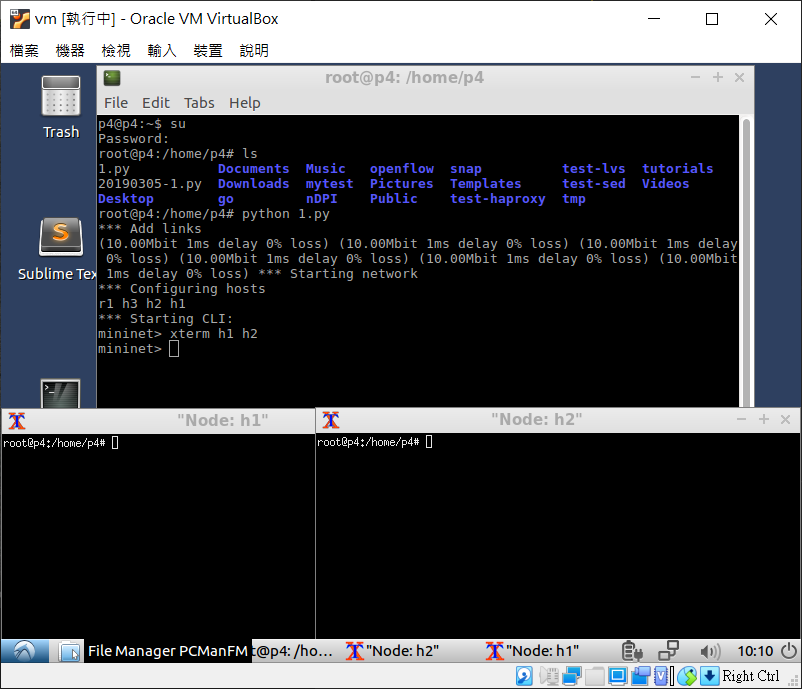 vm [執行中] - Oracle VM VirtualBox
檔案 機器 檢視 輸入 裝置 說明
Trash
Sublime Tex
root@p4: /home/p4
File Edit Tabs Help
p4@p4:~$ su
Password:
root@p4:/home/p4# ls
1.py Documents Music openflow snap test-lvs tutorials
20190305-1.py Downloads mytest Pictures Templates test-sed Videos
Desktop go nDPI Public test-haproxy tmp
root@p4:/home/p4# python 1.py
*** Add links
(10.00Mbit 1ms delay 0% loss) (10.00Mbit 1ms delay 0% loss) (10.00Mbit 1ms delay
 0% loss) (10.00Mbit 1ms delay 0% loss) (10.00Mbit 1ms delay 0% loss) (10.00Mbit
 1ms delay 0% loss) *** Starting network
*** Configuring hosts
r1 h3 h2 h1
*** Starting CLI:
mininet> xterm h1 h2
mininet>
"Node: h1"
root@p4:/home/p4#
"Node: h2"
root@p4:/home/p4#
File Manager PCManFM
t@p4: /ho...
"Node: h2"
"Node: h1"
10:10
Right Ctrl